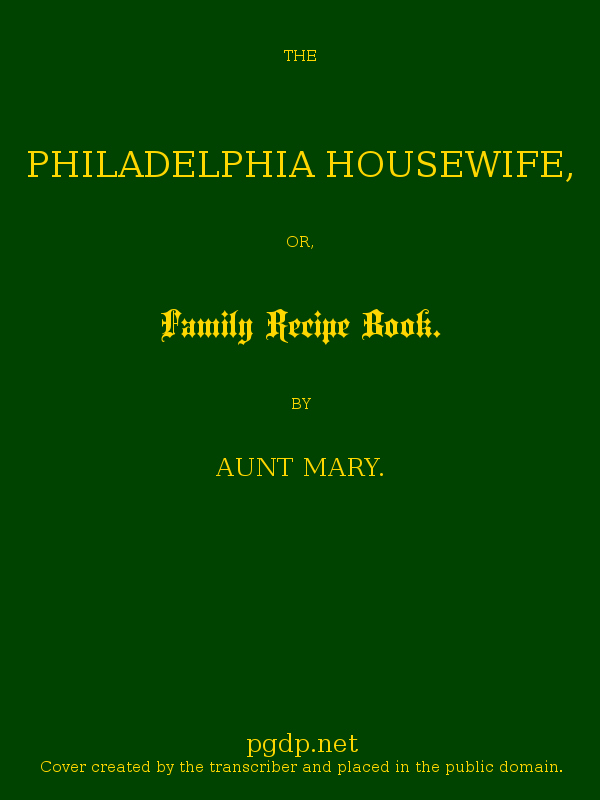 THE
PHILADELPHIA HOUSEWIFE,
OR,
Family Recipe Book.
BY
AUNT MARY.
pgdp.net
Cover created by the transcriber and placed in the public domain.